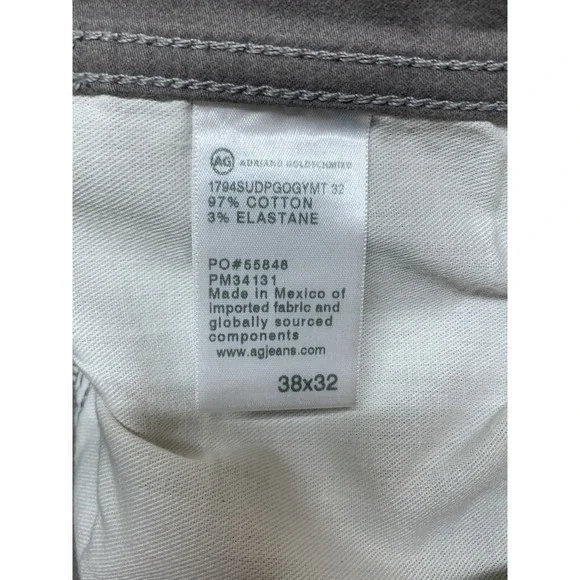 AG ADRIANO GOLDSCHMIED
1794SUDPGOGYMT 32
97% COTTON
3% ELASTANE
PO#55848
PM34131
Made in Mexico of
imported fabric and
globally sourced
components
www.agjeans.com
38x32